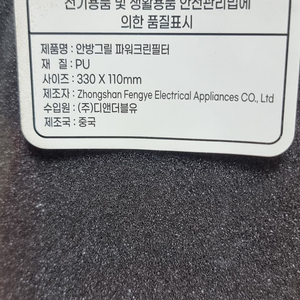 전기용품 및 생활용품 안전관리법에
의한 품질표시
제품명 : 안방그릴 파워크린필터
재 질 : PU
사이즈 : 330 X 110mm
제조자 : Zhongshan Fengye Electrical Appliances CO., Ltd
수입원 : (주)디앤더블유
제조국 : 중국